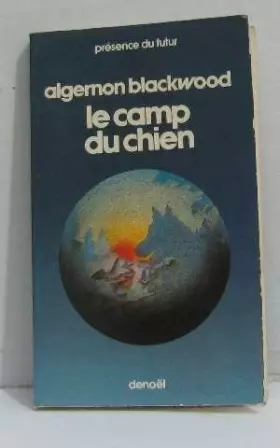 présence du futur
algernon blackwood
le camp
du chien
denoël